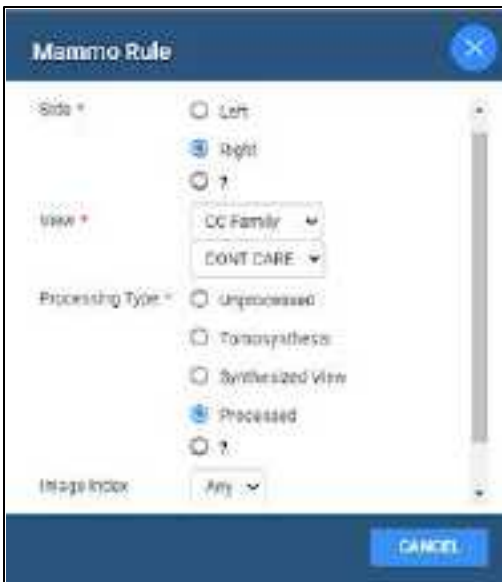 Mammo Rule
Side * Left
Right
?
View * CC Family
DONT CARE
Processing Type * Unprocessed
Tomosynthesis
Synthesized View
Processed
?
Image Index Any
CANCEL